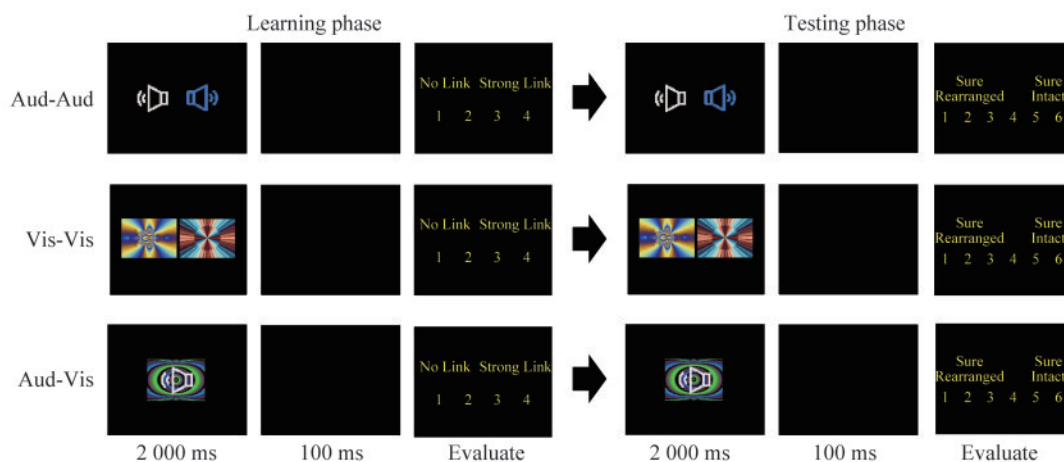 Learning phase
Testing phase
Aud-Aud
No Link Strong Link
1 2 3 4
Sure Sure
Rearranged Intact
1 2 3 4 5 6
Vis-Vis
No Link Strong Link
1 2 3 4
Sure Sure
Rearranged Intact
1 2 3 4 5 6
Aud-Vis
No Link Strong Link
1 2 3 4
Sure Sure
Rearranged Intact
1 2 3 4 5 6
2 000 ms 100 ms Evaluate 2 000 ms 100 ms Evaluate